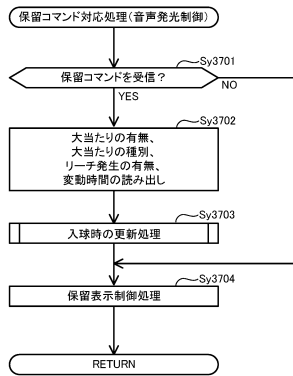 保留コマンド対応処理(音声発光制御)
Sy3701
保留コマンドを受信?
NO
YES
Sy3702
大当たりの有無、
大当たりの種別、
リーチ発生の有無、
変動時間の読み出し
Sy3703
入球時の更新処理
Sy3704
保留表示制御処理
RETURN